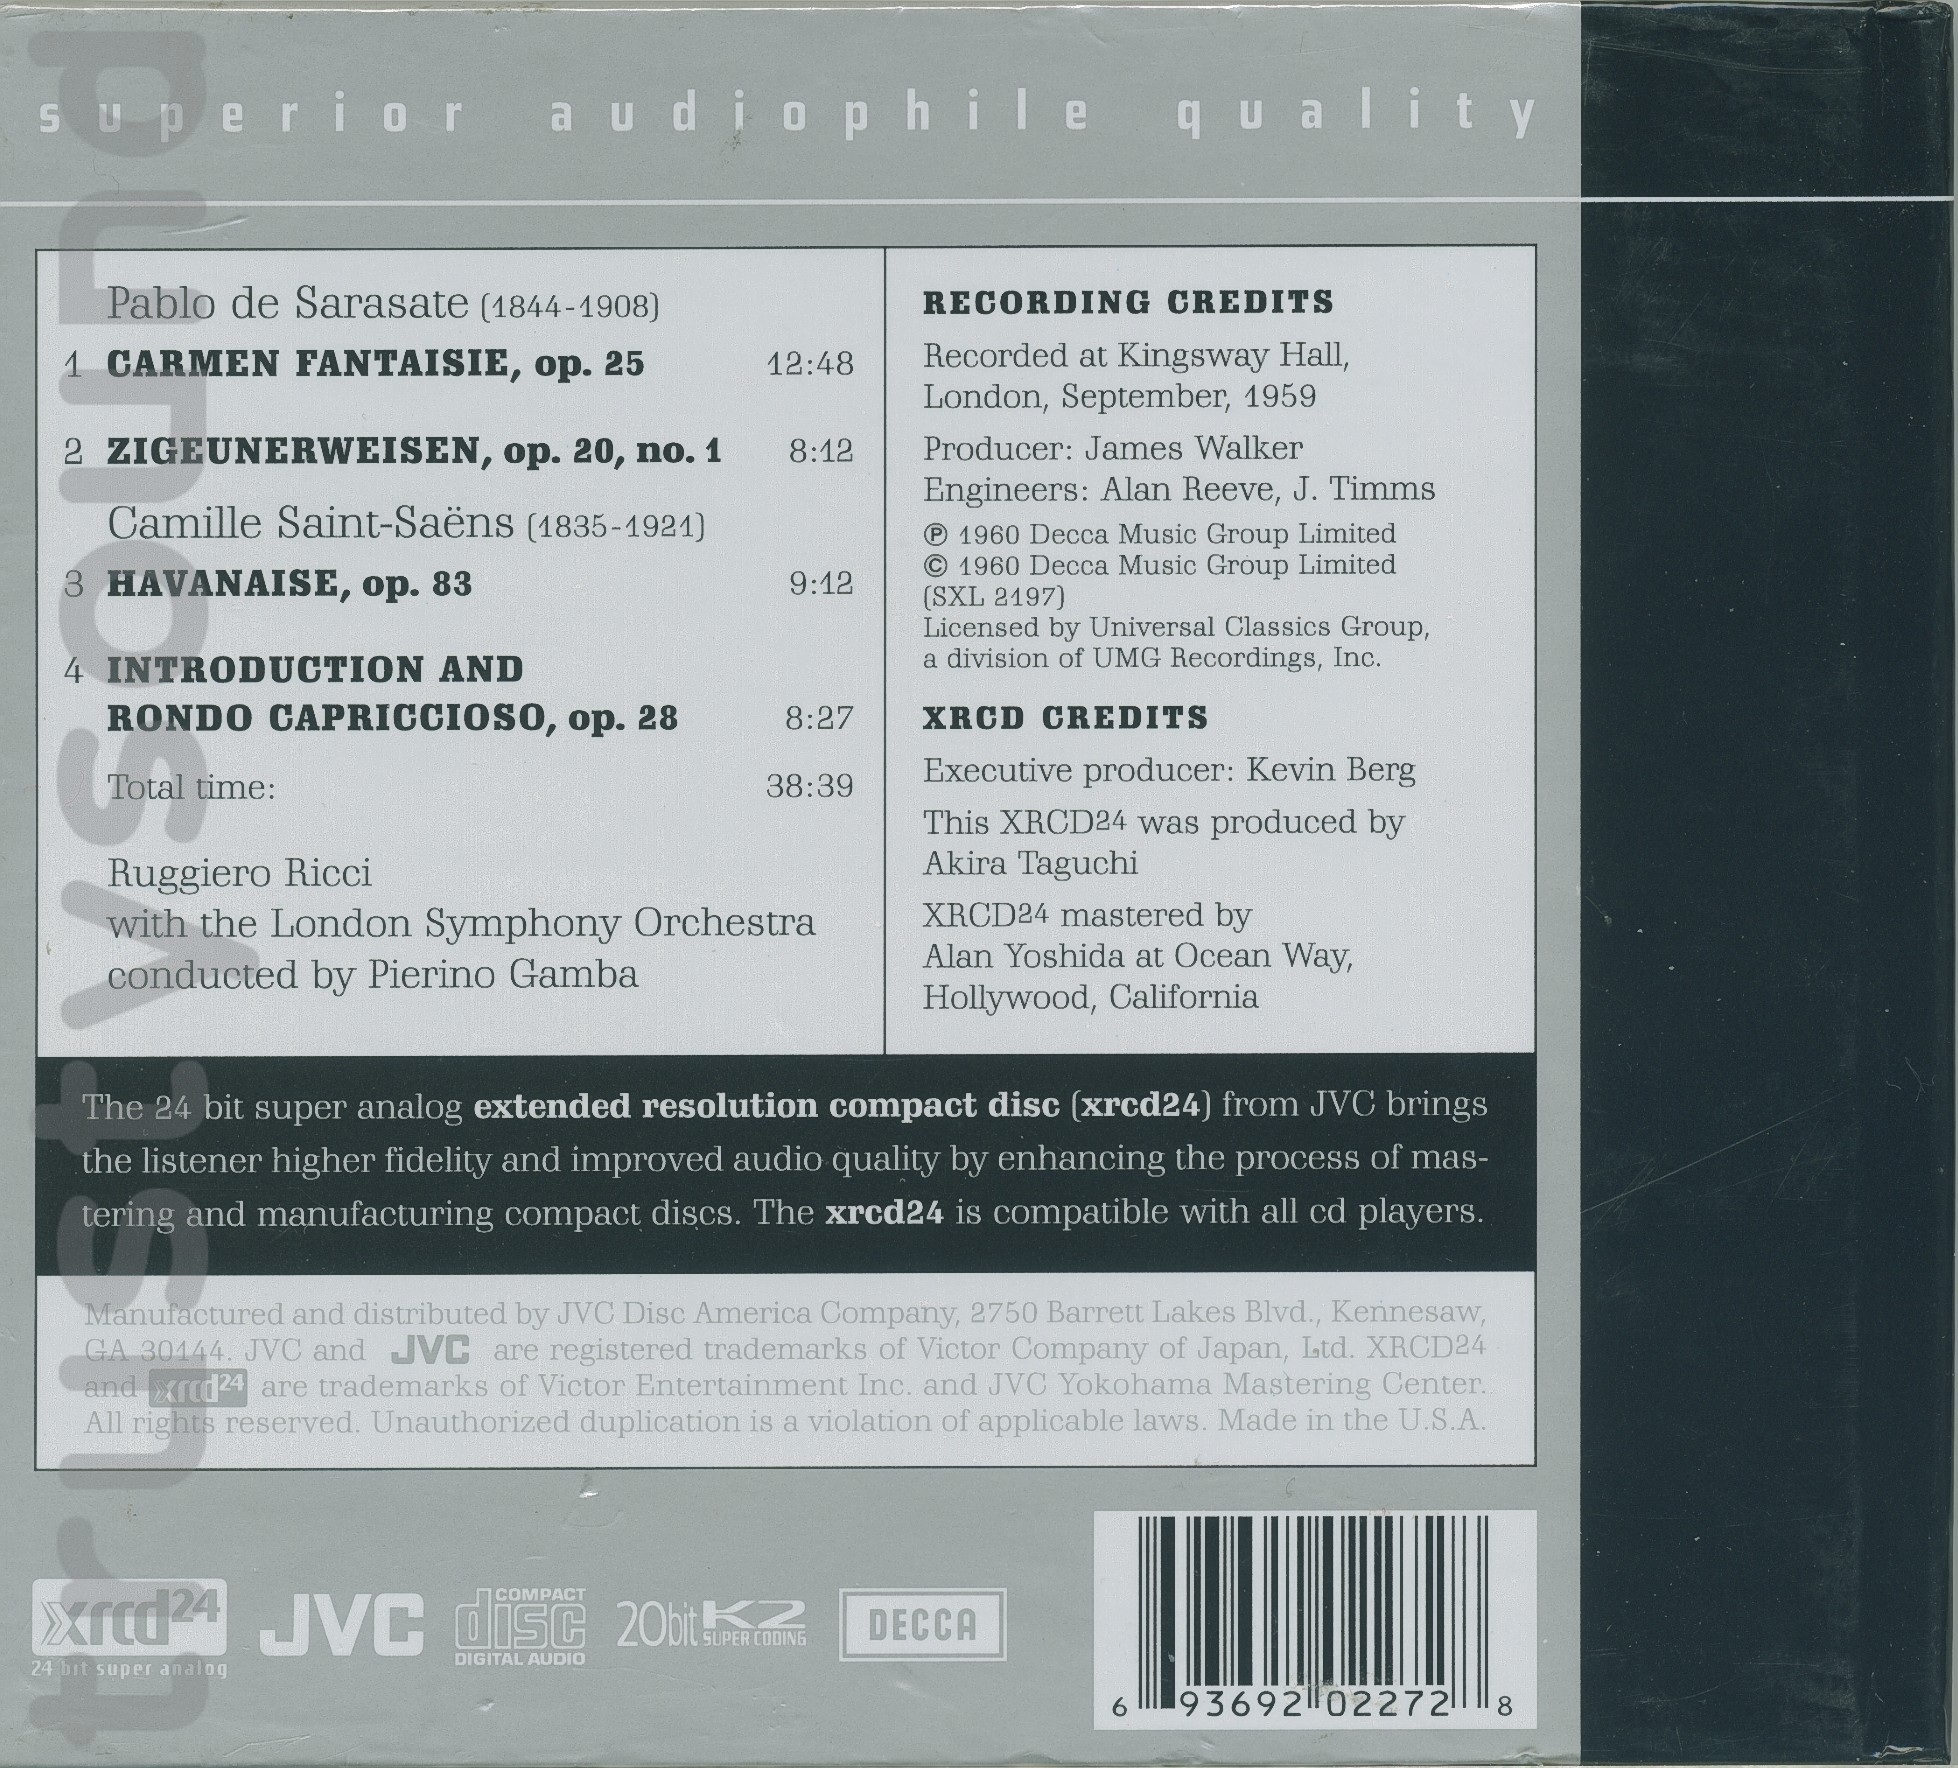 superior audiophile quality
Pablo de Sarasate (1844-1908)
1 CARMEN FANTAISIE, op. 25 12:48
2 ZIGEUNERWEISEN, op. 20, no. 1 8:12
Camille Saint-Saëns (1835-1921)
3 HAVANAISE, op. 83 9:12
4 INTRODUCTION AND
RONDO CAPRICCIOSO, op. 28 8:27
Total time: 38:39
Ruggiero Ricci
with the London Symphony Orchestra
conducted by Pierino Gamba
RECORDING CREDITS
Recorded at Kingsway Hall,
London, September, 1959
Producer: James Walker
Engineers: Alan Reeve, J. Timms
℗ 1960 Decca Music Group Limited
© 1960 Decca Music Group Limited
(SXL 2197)
Licensed by Universal Classics Group,
a division of UMG Recordings, Inc.
XRCD CREDITS
Executive producer: Kevin Berg
This XRCD24 was produced by
Akira Taguchi
XRCD24 mastered by
Alan Yoshida at Ocean Way,
Hollywood, California
The 24 bit super analog extended resolution compact disc (xrcd24) from JVC brings
the listener higher fidelity and improved audio quality by enhancing the process of mas-
tering and manufacturing compact discs. The xrcd24 is compatible with all cd players.
Manufactured and distributed by JVC Disc America Company, 2750 Barrett Lakes Blvd., Kennesaw,
GA 30144. JVC and JVC are registered trademarks of Victor Company of Japan, Ltd. XRCD24
and xrcd24 are trademarks of Victor Entertainment Inc. and JVC Yokohama Mastering Center.
All rights reserved. Unauthorized duplication is a violation of applicable laws. Made in the U.S.A.
xrcd24
24 bit super analog
JVC
COMPACT
disc
DIGITAL AUDIO
20bit K2
SUPER CODING
DECCA
6 93692 02272 8
trust vsound